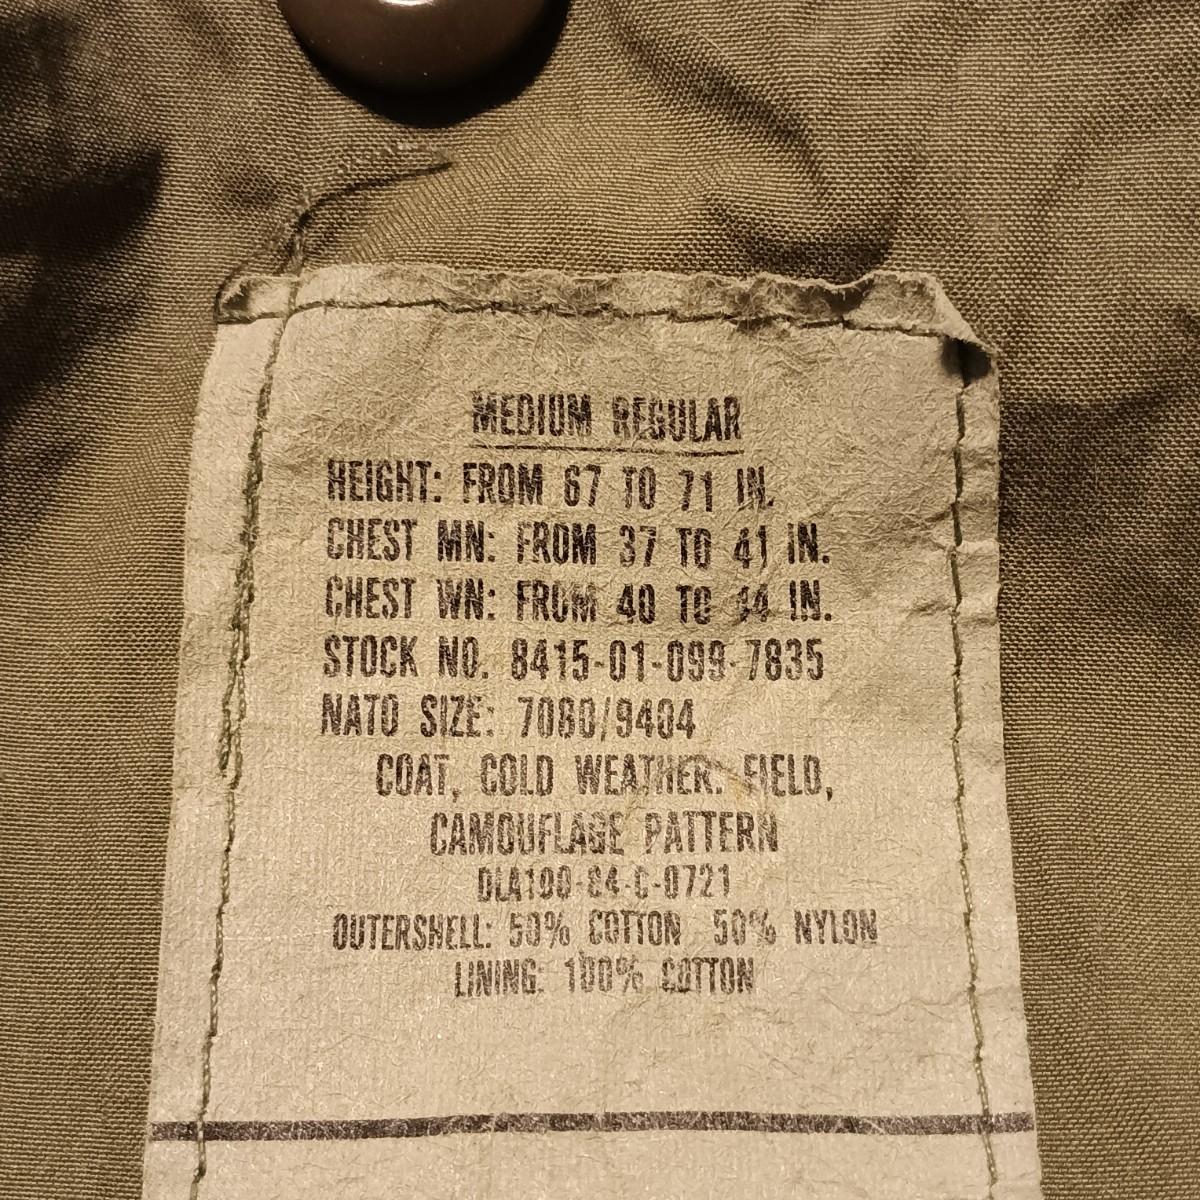 MEDIUM REGULAR
HEIGHT: FROM 67 TO 71 IN.
CHEST MN: FROM 37 TO 41 IN.
CHEST WN: FROM 40 TO 44 IN.
STOCK NO. 8415-01-099-7835
NATO SIZE: 7080/9404
COAT, COLD WEATHER. FIELD,
CAMOUFLAGE PATTERN
DLA100-84-C-0721
OUTERSHELL: 50% COTTON 50% NYLON
LINING: 100% COTTON